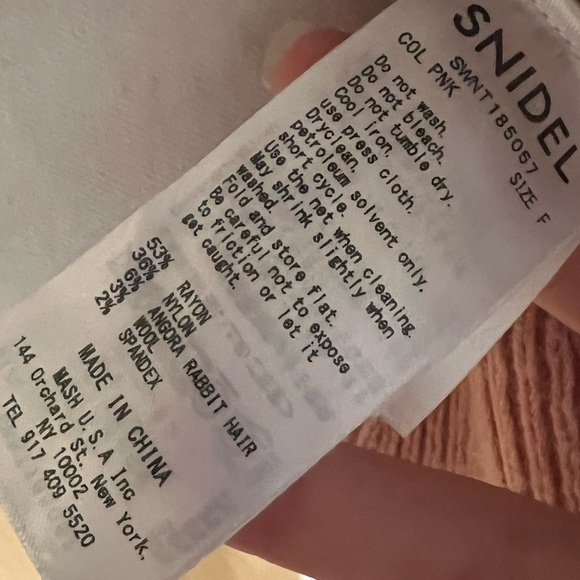 SNIDEL
SWNT185057 SIZE F
COL PNK
Do not wash.
Do not bleach.
Do not tumble dry.
Cool iron.
use press cloth.
Dryclean.
petroleum solvent only.
short cycle.
Use the net when cleaning.
May shrink slightly when
washed.
Fold and store flat.
Be careful not to expose
to friction or let it
get caught.
53% RAYON
36% NYLON
6% ANGORA RABBIT HAIR
3% WOOL
2% SPANDEX
MADE IN CHINA
MASH U.S.A Inc
144 Orchard St. New York,
NY 10002
TEL 917 409 5520